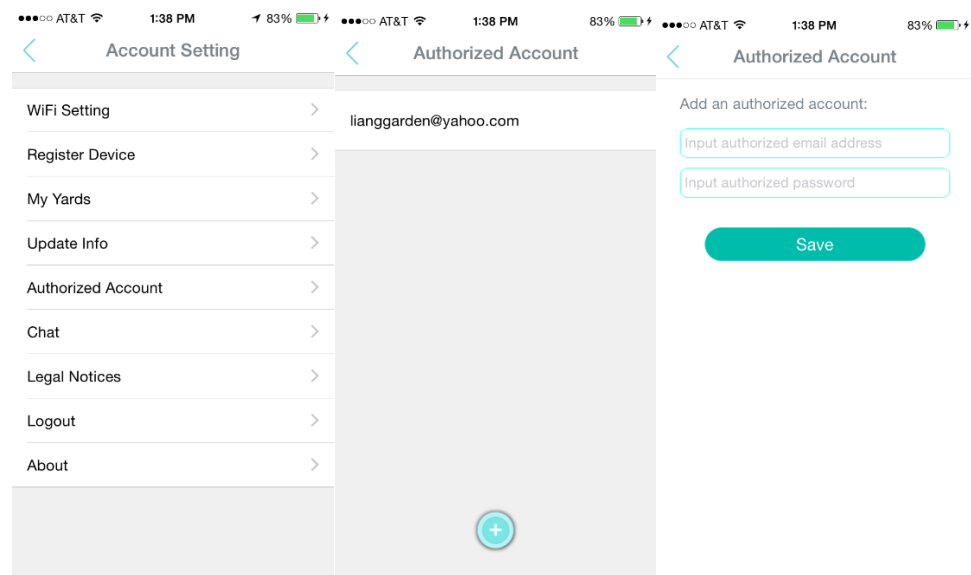 AT&T 1:38 PM 83%
Account Setting
WiFi Setting
Register Device
My Yards
Update Info
Authorized Account
Chat
Legal Notices
Logout
About
AT&T 1:38 PM 83%
Authorized Account
lianggarden@yahoo.com
+
AT&T 1:38 PM 83%
Authorized Account
Add an authorized account:
Input authorized email address
Input authorized password
Save